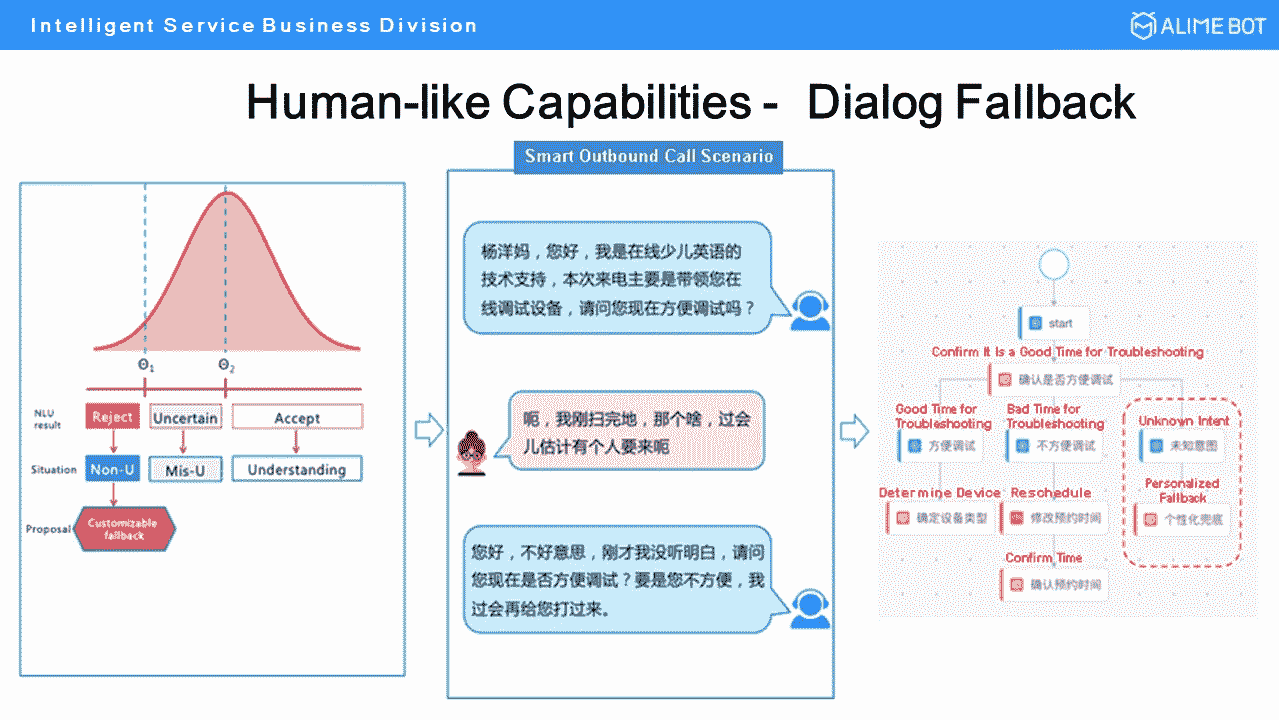 Intelligent Service Business Division
ALIME BOT
Human-like Capabilities - Dialog Fallback
Θ1
Θ2
NLU
result
Reject
Uncertain
Accept
Situation
Non-U
Mis-U
Understanding
Proposal
Customizable
fallback
Smart Outbound Call Scenario
杨洋妈，您好，我是在线少儿英语的
技术支持，本次来电主要是带领您在
线调试设备，请问您现在方便调试吗？
呃，我刚扫完地，那个啥，过会
儿估计有个人要来呃
您好，不好意思，刚才我没听明白，请问
您现在是否方便调试？要是您不方便，我
过会再给您打过来。
start
Confirm It Is a Good Time for Troubleshooting
确认是否方便调试
Good Time for
Troubleshooting
方便调试
Bad Time for
Troubleshooting
不方便调试
Unknown Intent
未知意图
Determine Device
确定设备类型
Reschedule
修改预约时间
Personalized
Fallback
个性化兜底
Confirm Time
确认预约时间